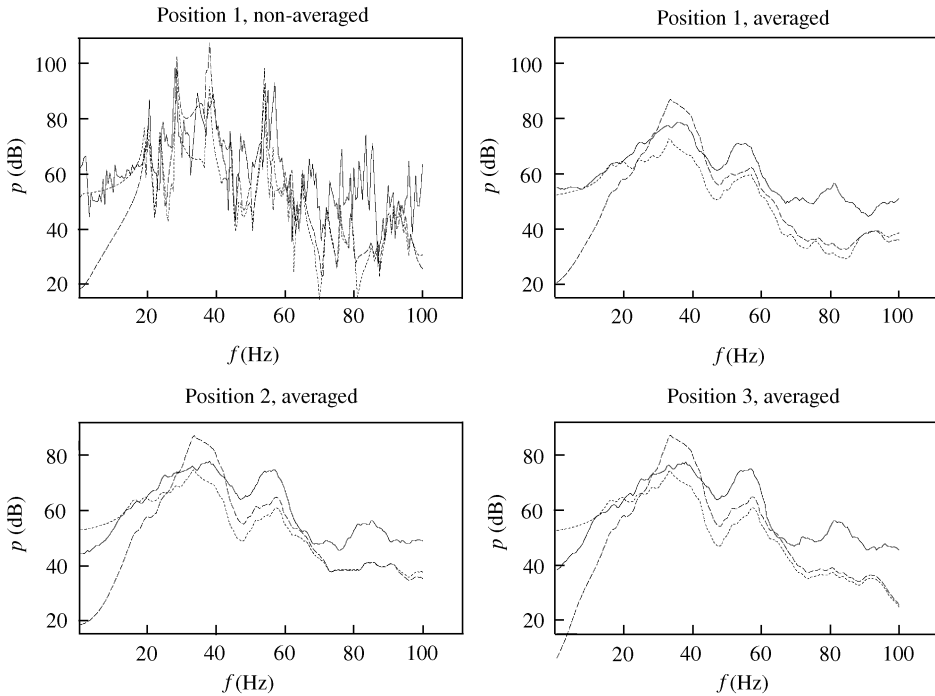 Position 1, non-averaged
Position 1, averaged
100
80
60
40
20
p (dB)
20 40 60 80 100
f (Hz)
100
80
60
40
20
p (dB)
20 40 60 80 100
f (Hz)
Position 2, averaged
Position 3, averaged
80
60
40
20
p (dB)
20 40 60 80 100
f (Hz)
80
60
40
20
p (dB)
20 40 60 80 100
f (Hz)